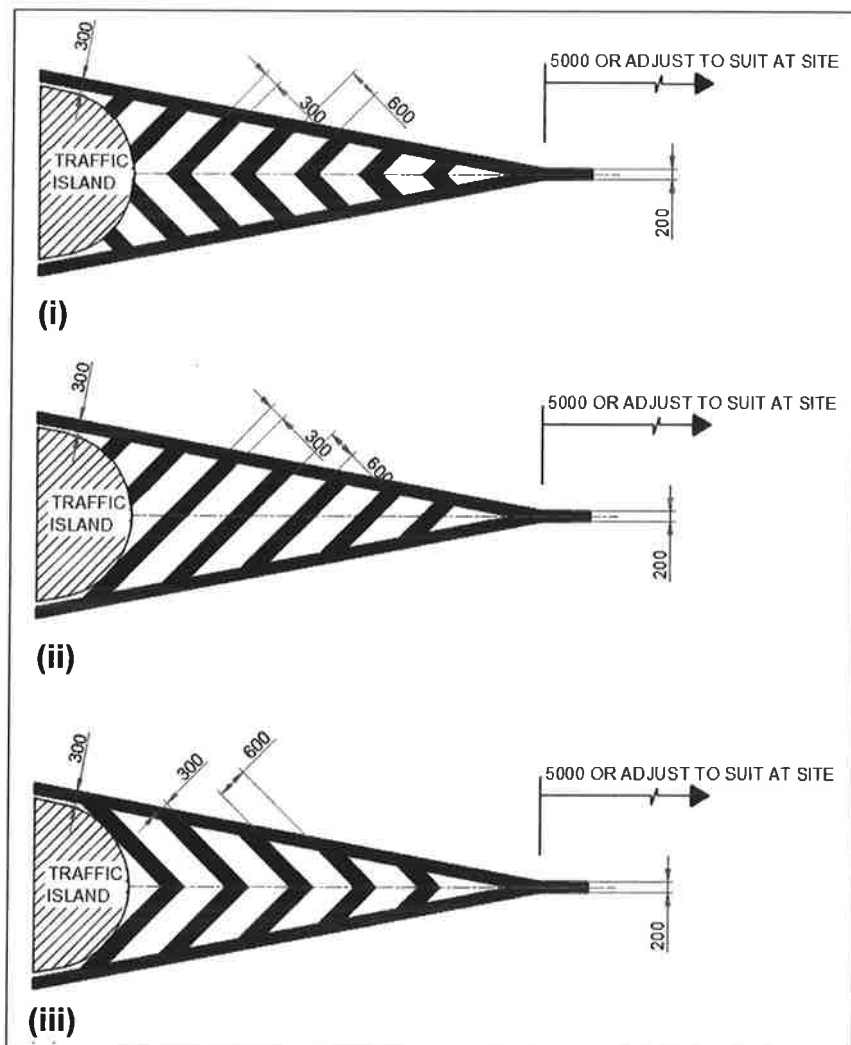 300
5000 OR ADJUST TO SUIT AT SITE
300
600
TRAFFIC
ISLAND
200
(i)
300
5000 OR ADJUST TO SUIT AT SITE
300
600
TRAFFIC
ISLAND
200
(ii)
300
300
600
5000 OR ADJUST TO SUIT AT SITE
TRAFFIC
ISLAND
200
(iii)